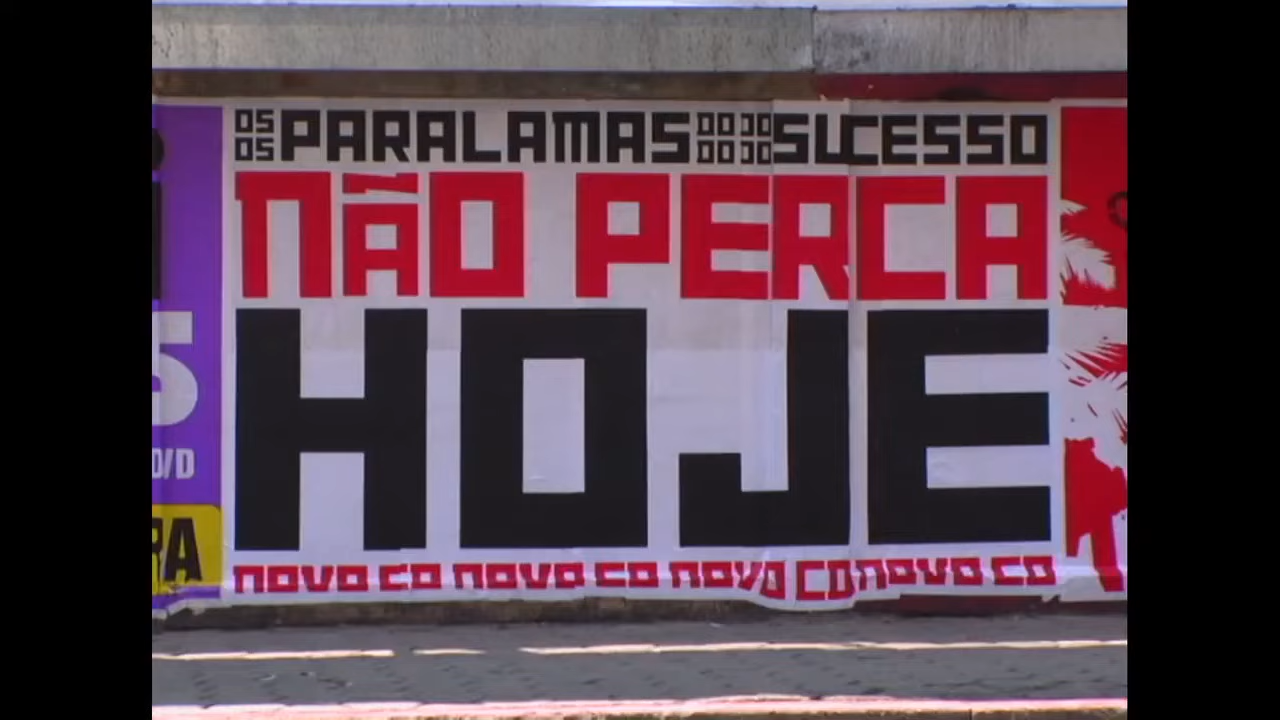 OS PARALAMAS DO SUCESSO
NÃO PERCA
HOJE
novo CD novo CD novo CD novo CD